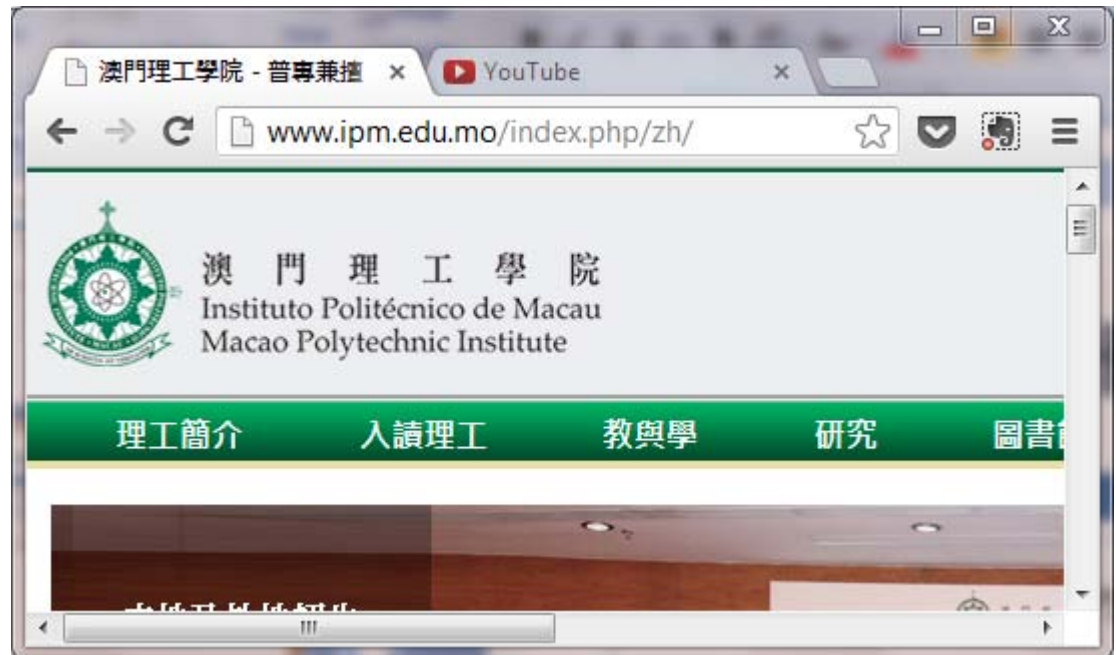 澳門理工學院 - 普專兼擅
YouTube
www.ipm.edu.mo/index.php/zh/
澳門理工學院
Instituto Politécnico de Macau
Macao Polytechnic Institute
理工簡介 入讀理工 教與學 研究 圖書